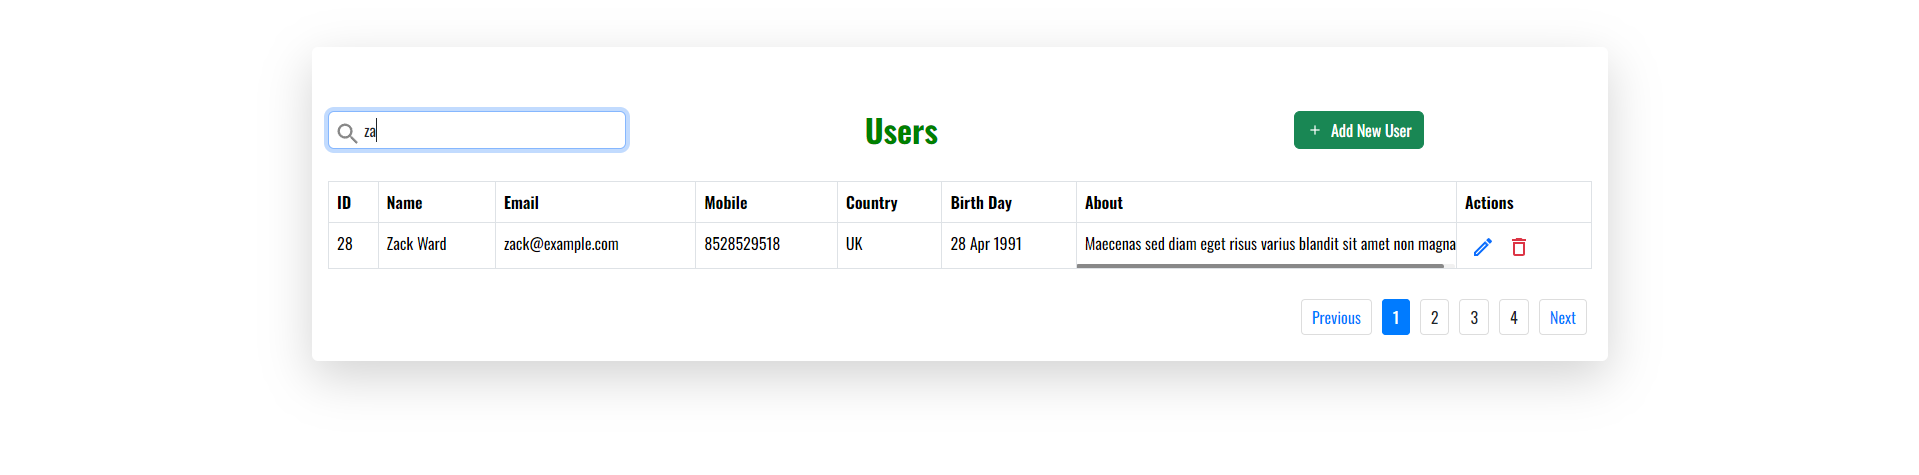 za
Users
+ Add New User
ID Name Email Mobile Country Birth Day About Actions
28 Zack Ward zack@example.com 8528529518 UK 28 Apr 1991 Maecenas sed diam eget risus varius blandit sit amet non magna
Previous 1 2 3 4 Next